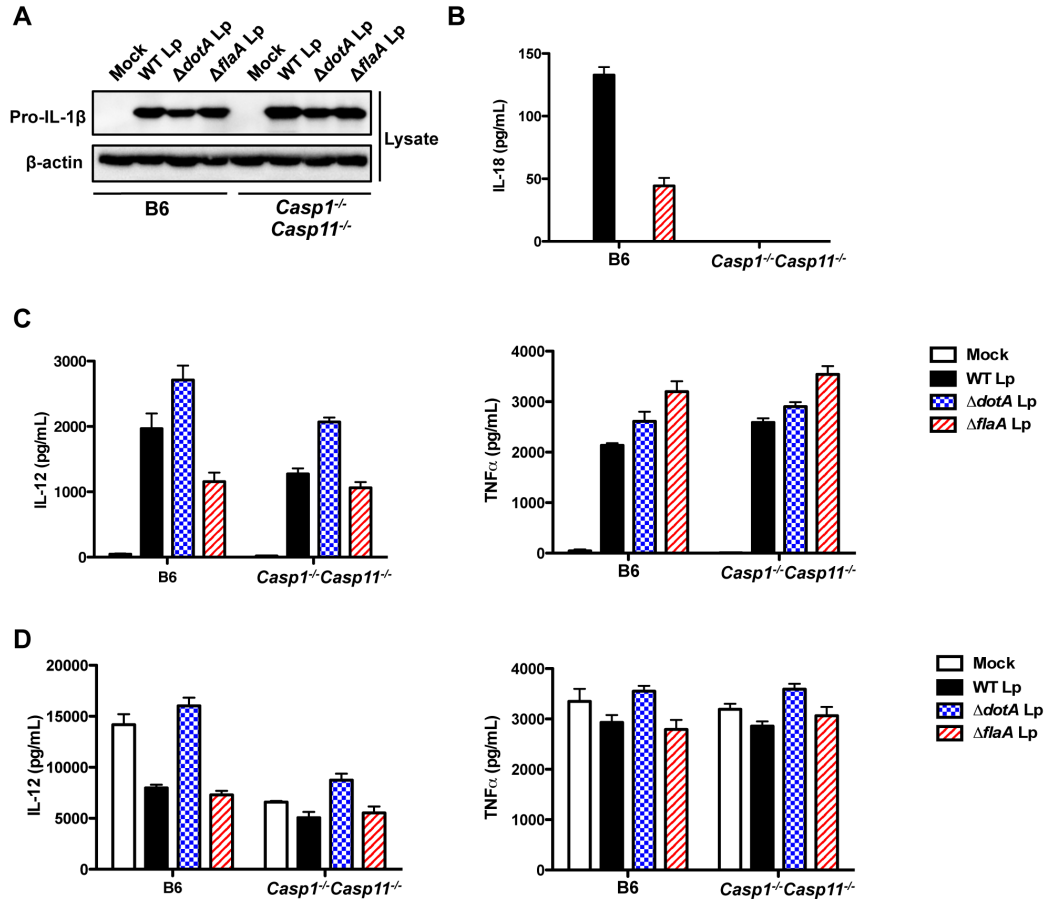 A
Mock
WT Lp
ΔdotA Lp
ΔflaA Lp
Mock
WT Lp
ΔdotA Lp
ΔflaA Lp
Pro-IL-1β
β-actin
Lysate
B6
Casp1-/-
Casp11-/-
B
IL-18 (pg/mL)
150
100
50
0
B6
Casp1-/-Casp11-/-
C
IL-12 (pg/mL)
3000
2000
1000
0
B6
Casp1-/-Casp11-/-
TNFα (pg/mL)
4000
3000
2000
1000
0
B6
Casp1-/-Casp11-/-
Mock
WT Lp
ΔdotA Lp
ΔflaA Lp
D
IL-12 (pg/mL)
20000
15000
10000
5000
0
B6
Casp1-/-Casp11-/-
TNFα (pg/mL)
4000
3000
2000
1000
0
B6
Casp1-/-Casp11-/-
Mock
WT Lp
ΔdotA Lp
ΔflaA Lp